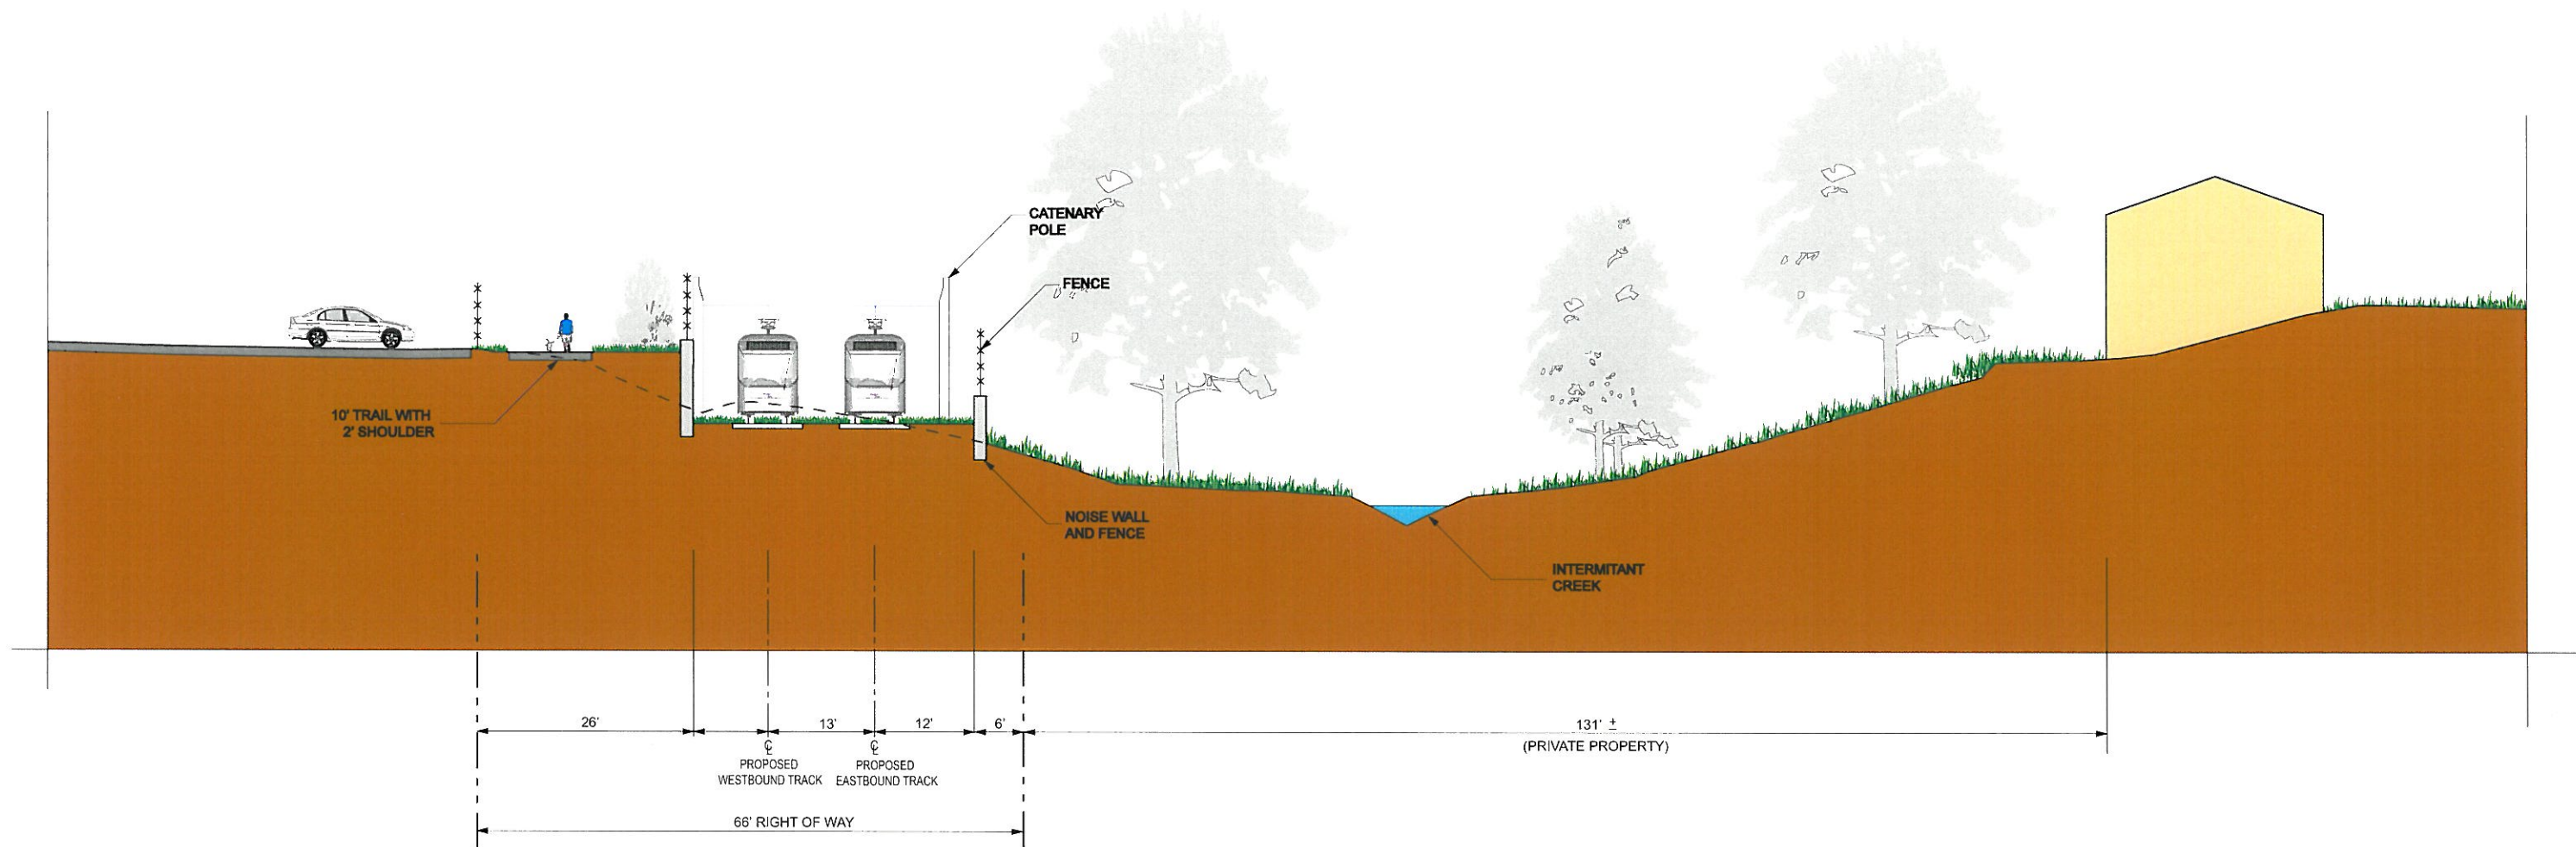 CATENARY
POLE
FENCE
10' TRAIL WITH
2' SHOULDER
NOISE WALL
AND FENCE
INTERMITANT
CREEK
26'
13'
12'
6'
131' ±
(PRIVATE PROPERTY)
℄
PROPOSED
WESTBOUND TRACK
℄
PROPOSED
EASTBOUND TRACK
66' RIGHT OF WAY